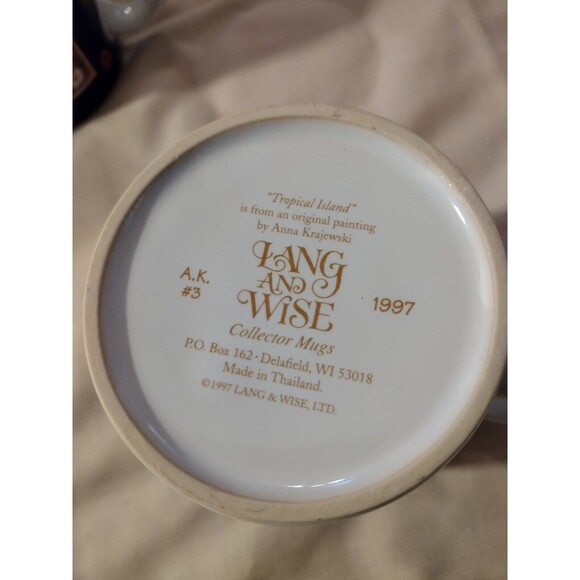 "Tropical Island"
is from an original painting
by Anna Krajewski
LANG
AND
WISE
A.K.
#3
1997
Collector Mugs
P.O. Box 162 · Delafield, WI 53018
Made in Thailand.
©1997 LANG & WISE, LTD.